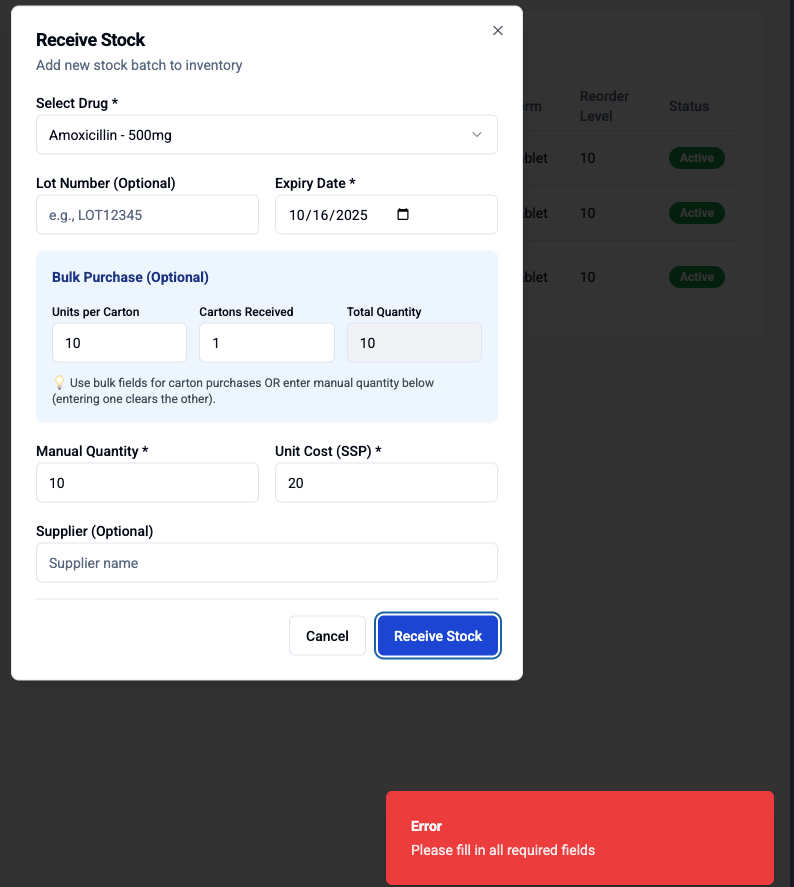 Receive Stock
Add new stock batch to inventory
Select Drug *
Amoxicillin - 500mg
Lot Number (Optional)
Expiry Date *
e.g., LOT12345
10/16/2025
Bulk Purchase (Optional)
Units per Carton
Cartons Received
Total Quantity
10
1
10
💡 Use bulk fields for carton purchases OR enter manual quantity below
(entering one clears the other).
Manual Quantity *
Unit Cost (SSP) *
10
20
Supplier (Optional)
Supplier name
Cancel
Receive Stock
rm
Reorder
Level
Status
blet
10
Active
blet
10
Active
blet
10
Active
Error
Please fill in all required fields